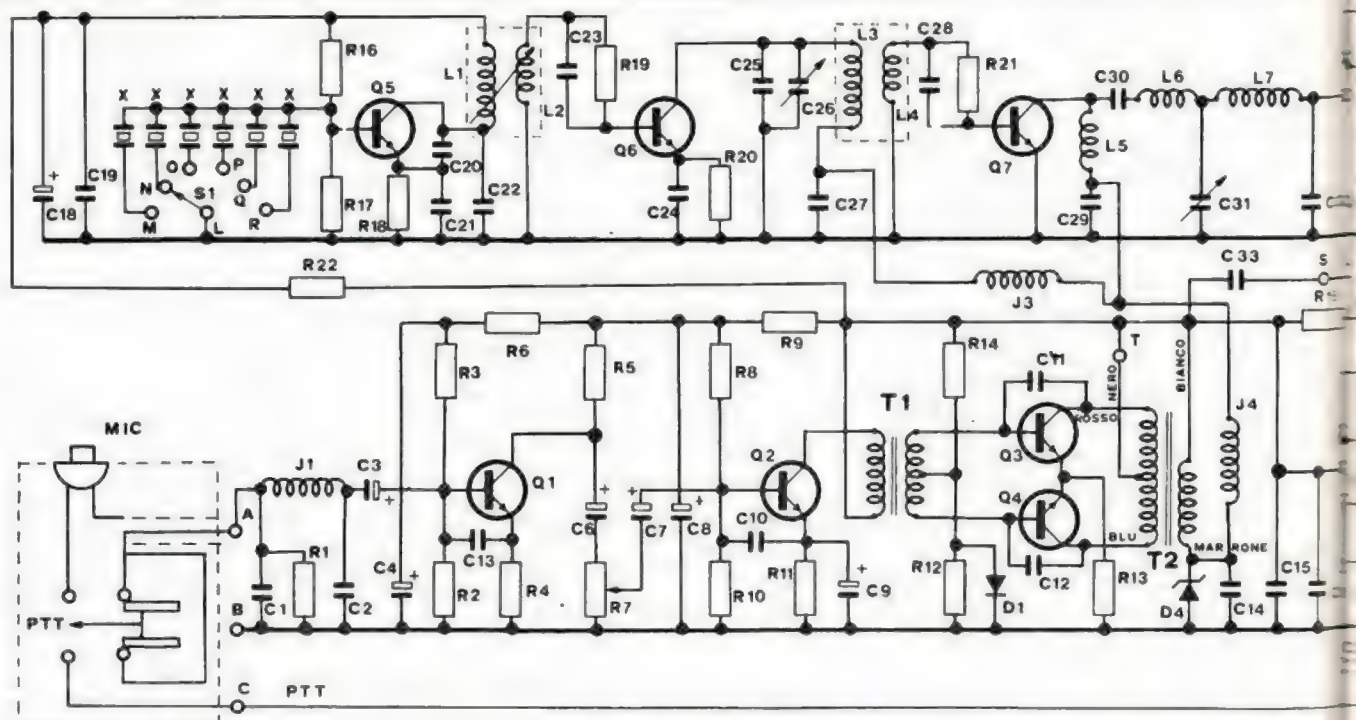 L3
C28
C23
R16
L1
R19
C25
R21
C30
L6
L7
Q5
X X X X X X
C26
L2
L4
L5
Q6
R20
Q7
C20
O
P
C19
N
S1
Q
R17
C22
C24
C27
C29
C31
C18
+
M
L
R
R18
C21
R22
C33
S
J3
R9
T
R6
R14
R3
R5
R8
C11
NERO
BIANCO
T1
ROSSO
J4
MIC
Q2
Q3
J1
C3
Q1
+
Q4
A
+
+
+
C6
C7
C8
C10
BLU
MARRONE
R1
C4
+
C13
T2
R12
C12
R13
C15
C1
C2
R2
R4
R7
R10
R11
+
C9
D1
D4
C14
PTT
B
C
PTT